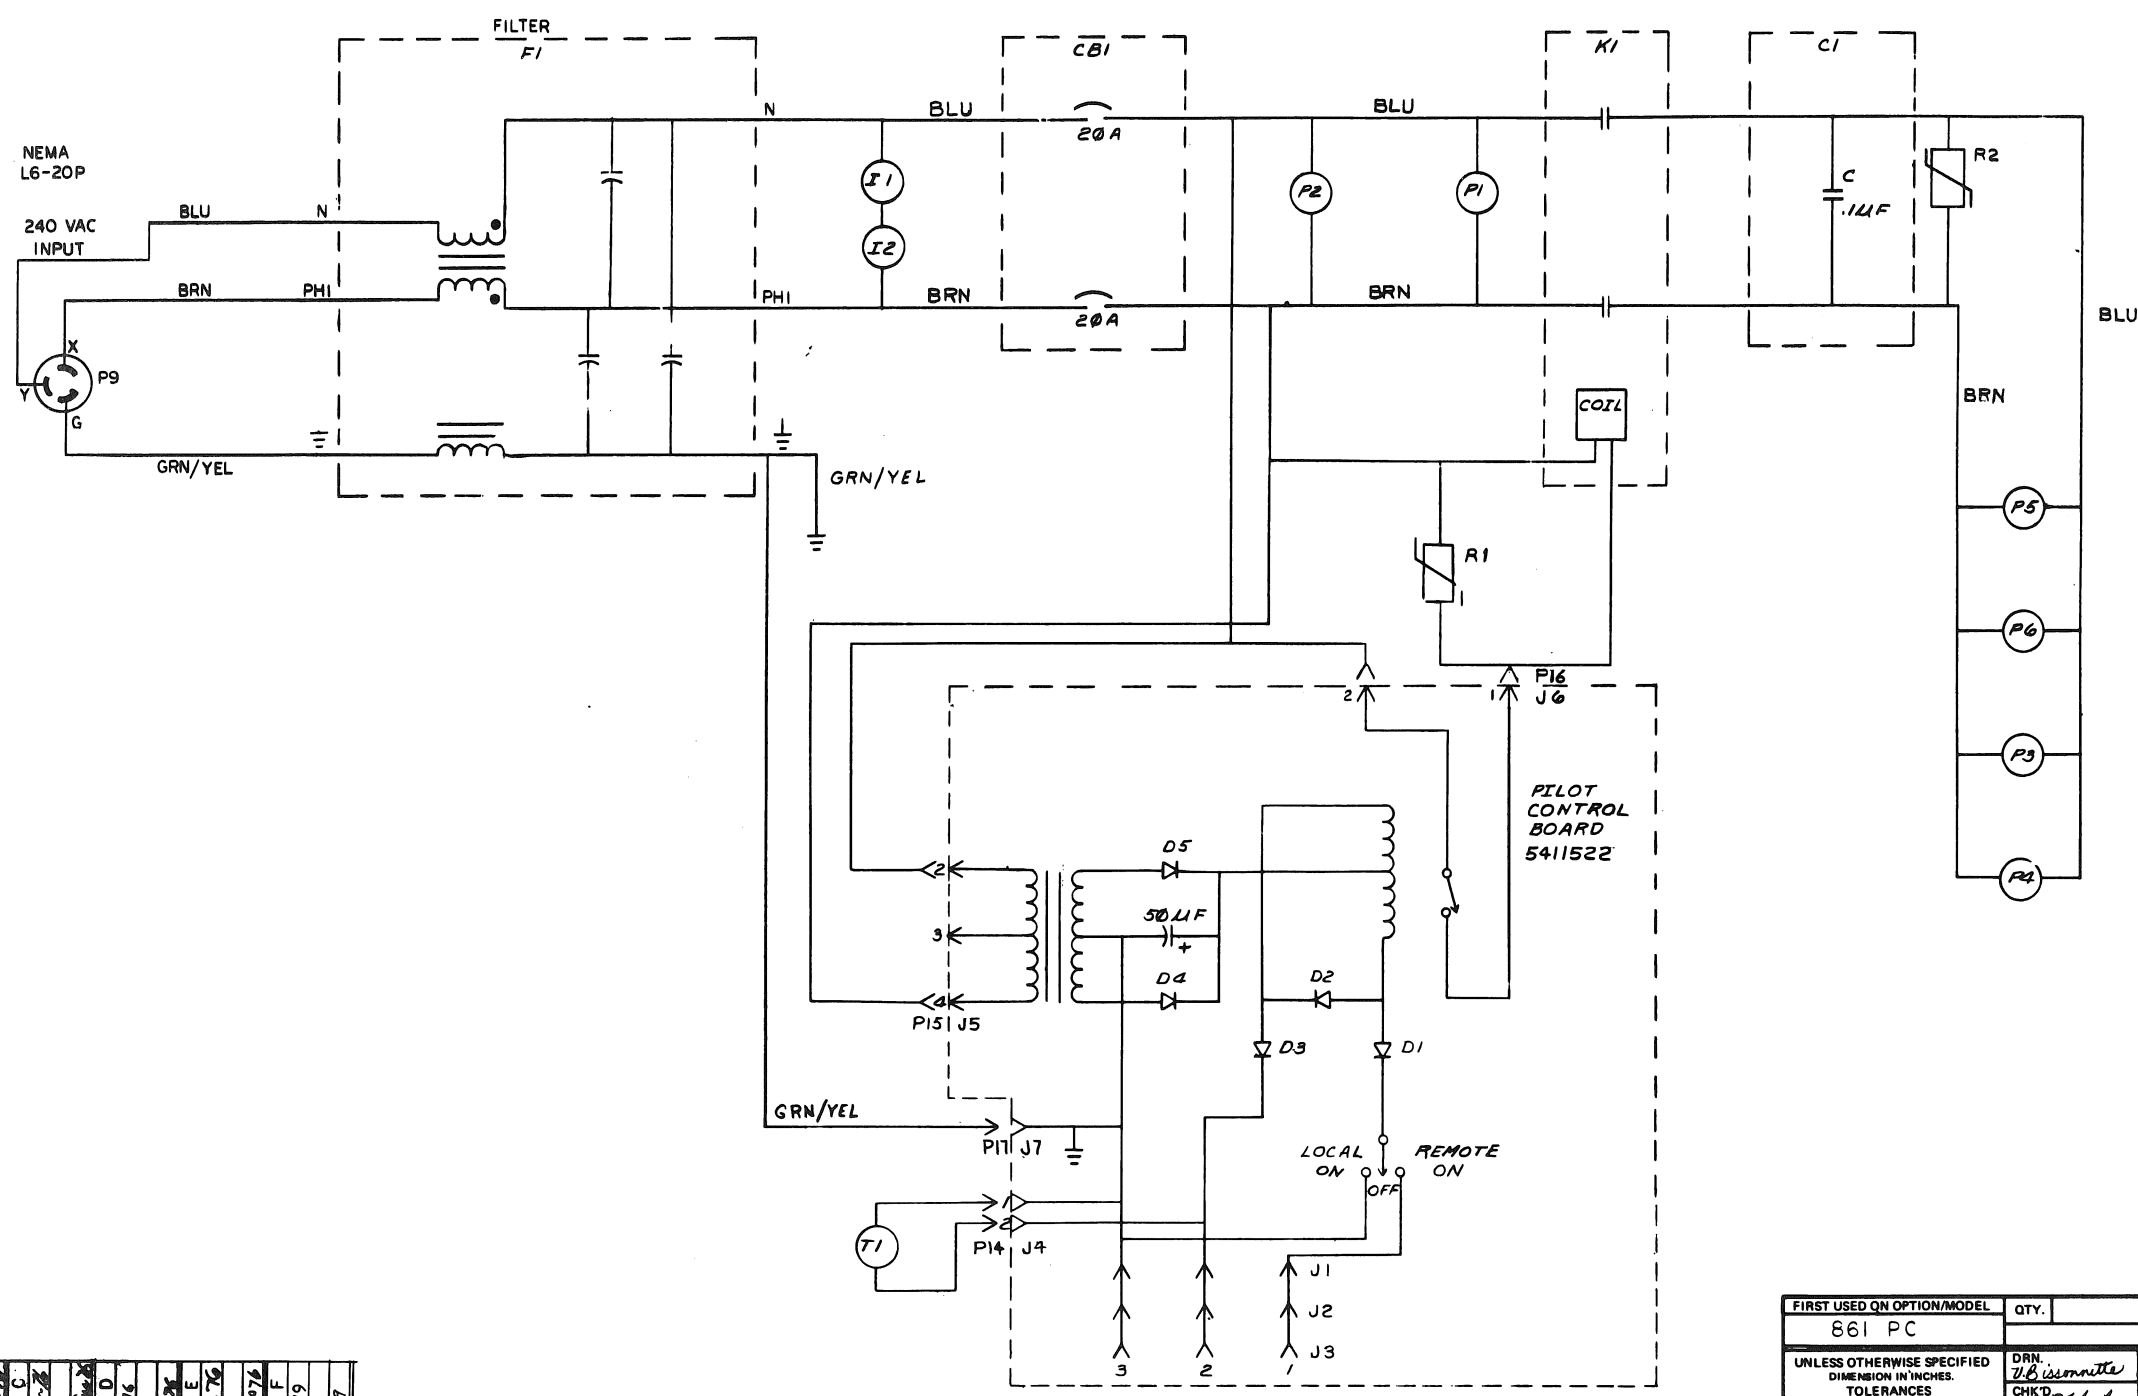 FILTER
F1
CB1
K1
C1
N
BLU
20A
BLU
NEMA
L6-20P
I1
P2
P1
R2
C
.1UF
BLU
N
240 VAC
INPUT
I2
BRN
PH1
PH1
BRN
20A
BRN
BLU
X
P9
Y
G
BRN
COIL
GRN/YEL
GRN/YEL
P5
R1
P6
2
1
P16
J6
P3
PILOT
CONTROL
BOARD
5411522
D5
2
P4
50UF
+
3
D4
D2
4
P15
J5
D3
D1
GRN/YEL
P17
J7
LOCAL
ON
REMOTE
ON
OFF
1
2
T1
P14
J4
J1
J2
J3
3
2
1
FIRST USED ON OPTION/MODEL
QTY.
861 PC
UNLESS OTHERWISE SPECIFIED
DIMENSION IN INCHES.
TOLERANCES
DRN.
V. Bissonnette
CHK'D
C
D
E
F